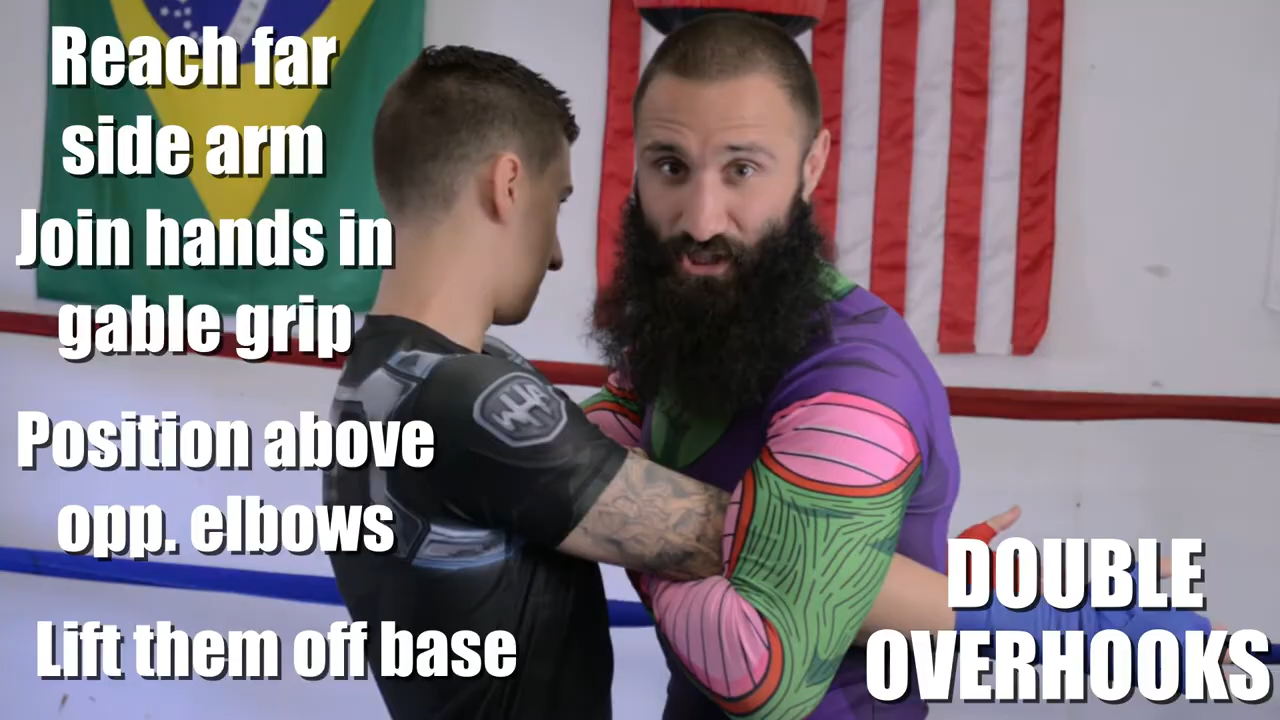 Reach far
side arm
Join hands in
gable grip
Position above
opp. elbows
Lift them off base
WHA
DOUBLE
OVERHOOKS